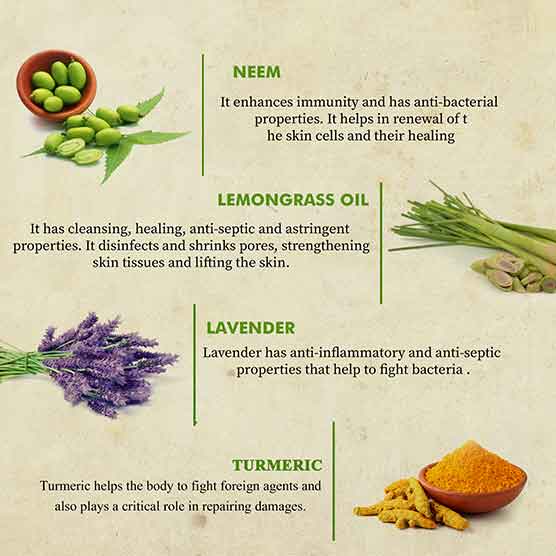 NEEM
It enhances immunity and has anti-bacterial
properties. It helps in renewal of t
he skin cells and their healing
LEMONGRASS OIL
It has cleansing, healing, anti-septic and astringent
properties. It disinfects and shrinks pores, strengthening
skin tissues and lifting the skin.
LAVENDER
Lavender has anti-inflammatory and anti-septic
properties that help to fight bacteria .
TURMERIC
Turmeric helps the body to fight foreign agents and
also plays a critical role in repairing damages.